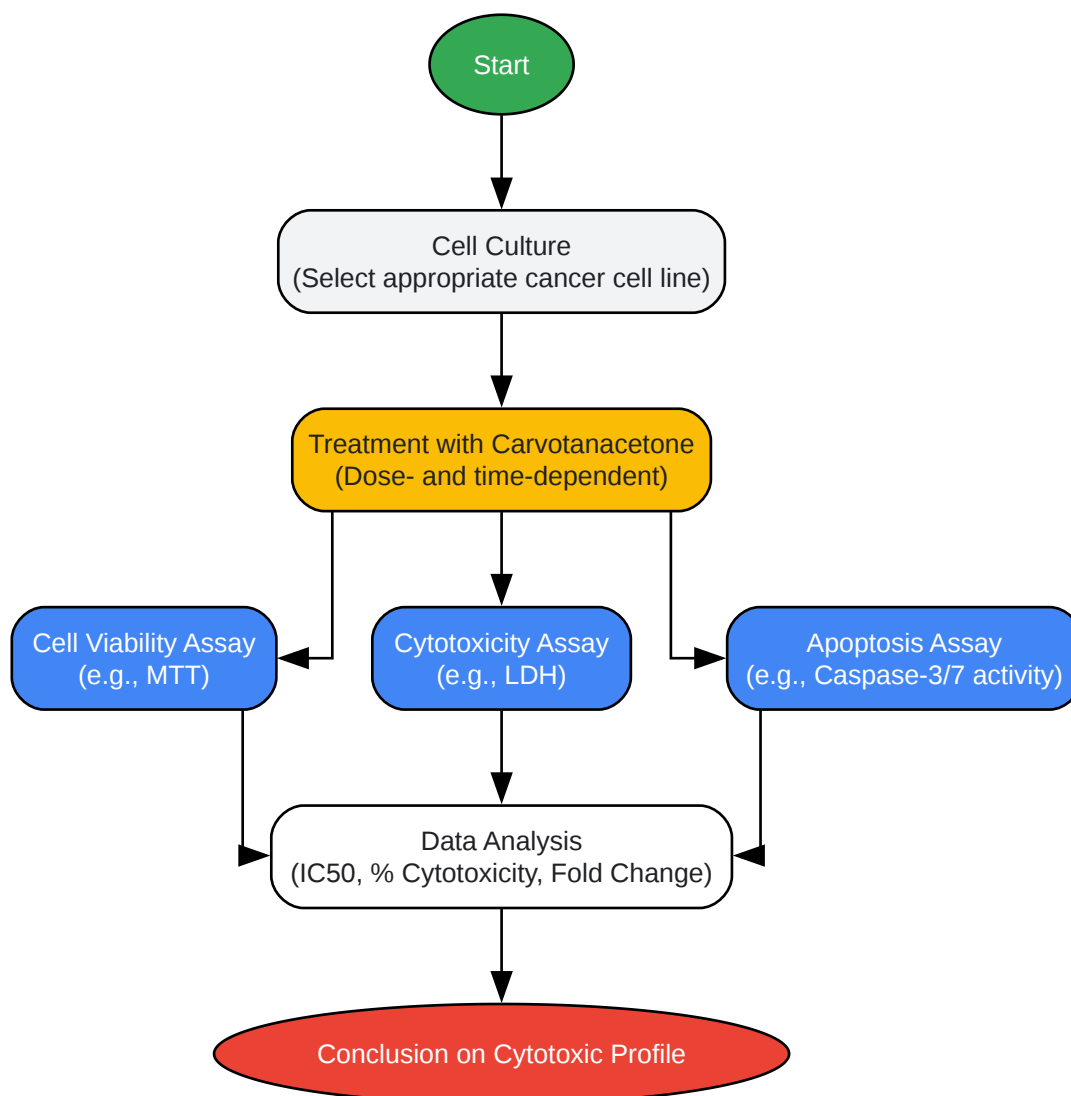 Start
Cell Culture
(Select appropriate cancer cell line)
Treatment with Carvotanacetone
(Dose- and time-dependent)
Cell Viability Assay
(e.g., MTT)
Cytotoxicity Assay
(e.g., LDH)
Apoptosis Assay
(e.g., Caspase-3/7 activity)
Data Analysis
(IC50, % Cytotoxicity, Fold Change)
Conclusion on Cytotoxic Profile